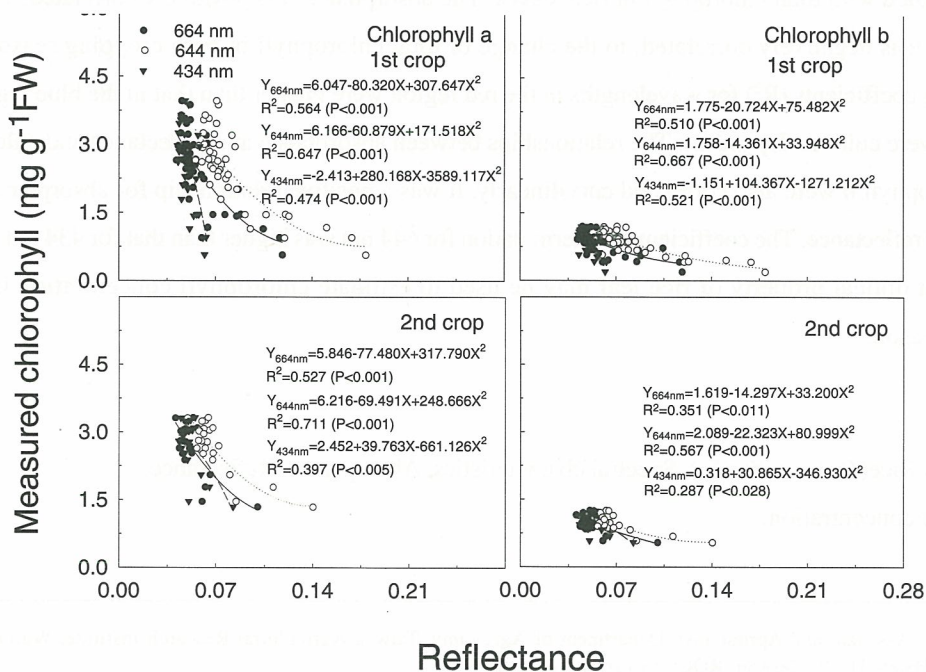 664 nm
644 nm
434 nm
Chlorophyll a
1st crop
Y664nm=6.047-80.320X+307.647X2
R2=0.564 (P<0.001)
Y644nm=6.166-60.879X+171.518X2
R2=0.647 (P<0.001)
Y434nm=-2.413+280.168X-3589.117X2
R2=0.474 (P<0.001)
Chlorophyll b
1st crop
Y664nm=1.775-20.724X+75.482X2
R2=0.510 (P<0.001)
Y644nm=1.758-14.361X+33.948X2
R2=0.667 (P<0.001)
Y434nm=-1.151+104.367X-1271.212X2
R2=0.521 (P<0.001)
4.5
3.0
1.5
0.0
2nd crop
Y664nm=5.846-77.480X+317.790X2
R2=0.527 (P<0.001)
Y644nm=6.216-69.491X+248.666X2
R2=0.711 (P<0.001)
Y434nm=2.452+39.763X-661.126X2
R2=0.397 (P<0.005)
2nd crop
Y664nm=1.619-14.297X+33.200X2
R2=0.351 (P<0.011)
Y644nm=2.089-22.323X+80.999X2
R2=0.567 (P<0.001)
Y434nm=0.318+30.865X-346.930X2
R2=0.287 (P<0.028)
4.5
3.0
1.5
0.0
0.00 0.07 0.14 0.21 0.00 0.07 0.14 0.21 0.28
Measured chlorophyll (mg g-1FW)
Reflectance